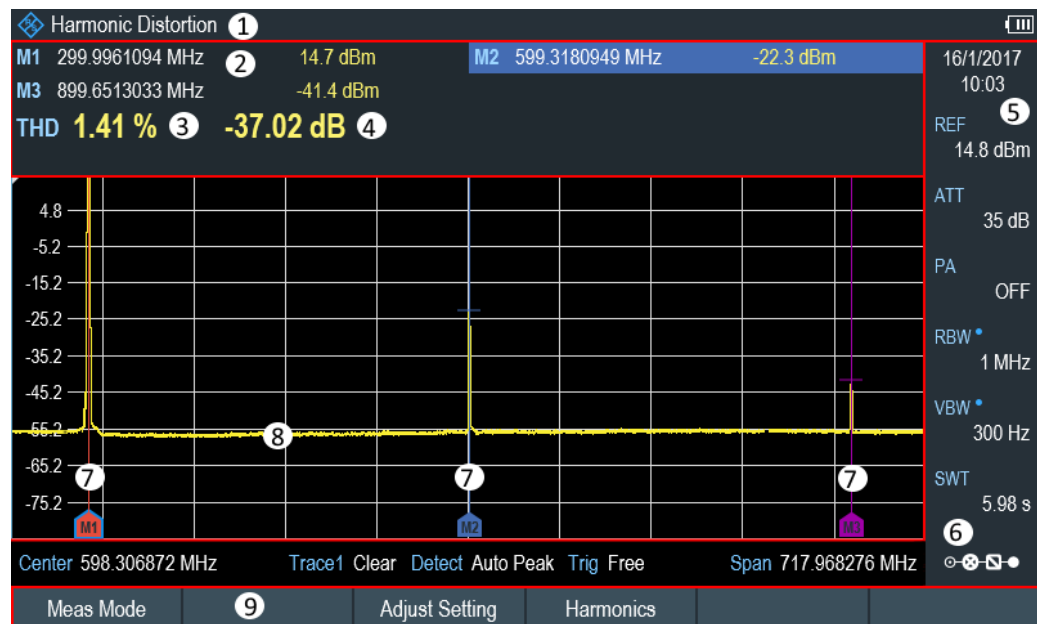 Harmonic Distortion 1
M1 299.9961094 MHz 2 14.7 dBm M2 599.3180949 MHz -22.3 dBm
M3 899.6513033 MHz -41.4 dBm
THD 1.41 % 3 -37.02 dB 4
16/1/2017
10:03
5
REF
14.8 dBm
ATT
35 dB
PA
OFF
RBW
1 MHz
VBW
300 Hz
SWT
5.98 s
6
4.8
-5.2
-15.2
-25.2
-35.2
-45.2
-55.2
8
-65.2
7 7 7
-75.2
M1 M2 M3
Center 598.306872 MHz Trace1 Clear Detect Auto Peak Trig Free Span 717.968276 MHz
Meas Mode 9 Adjust Setting Harmonics